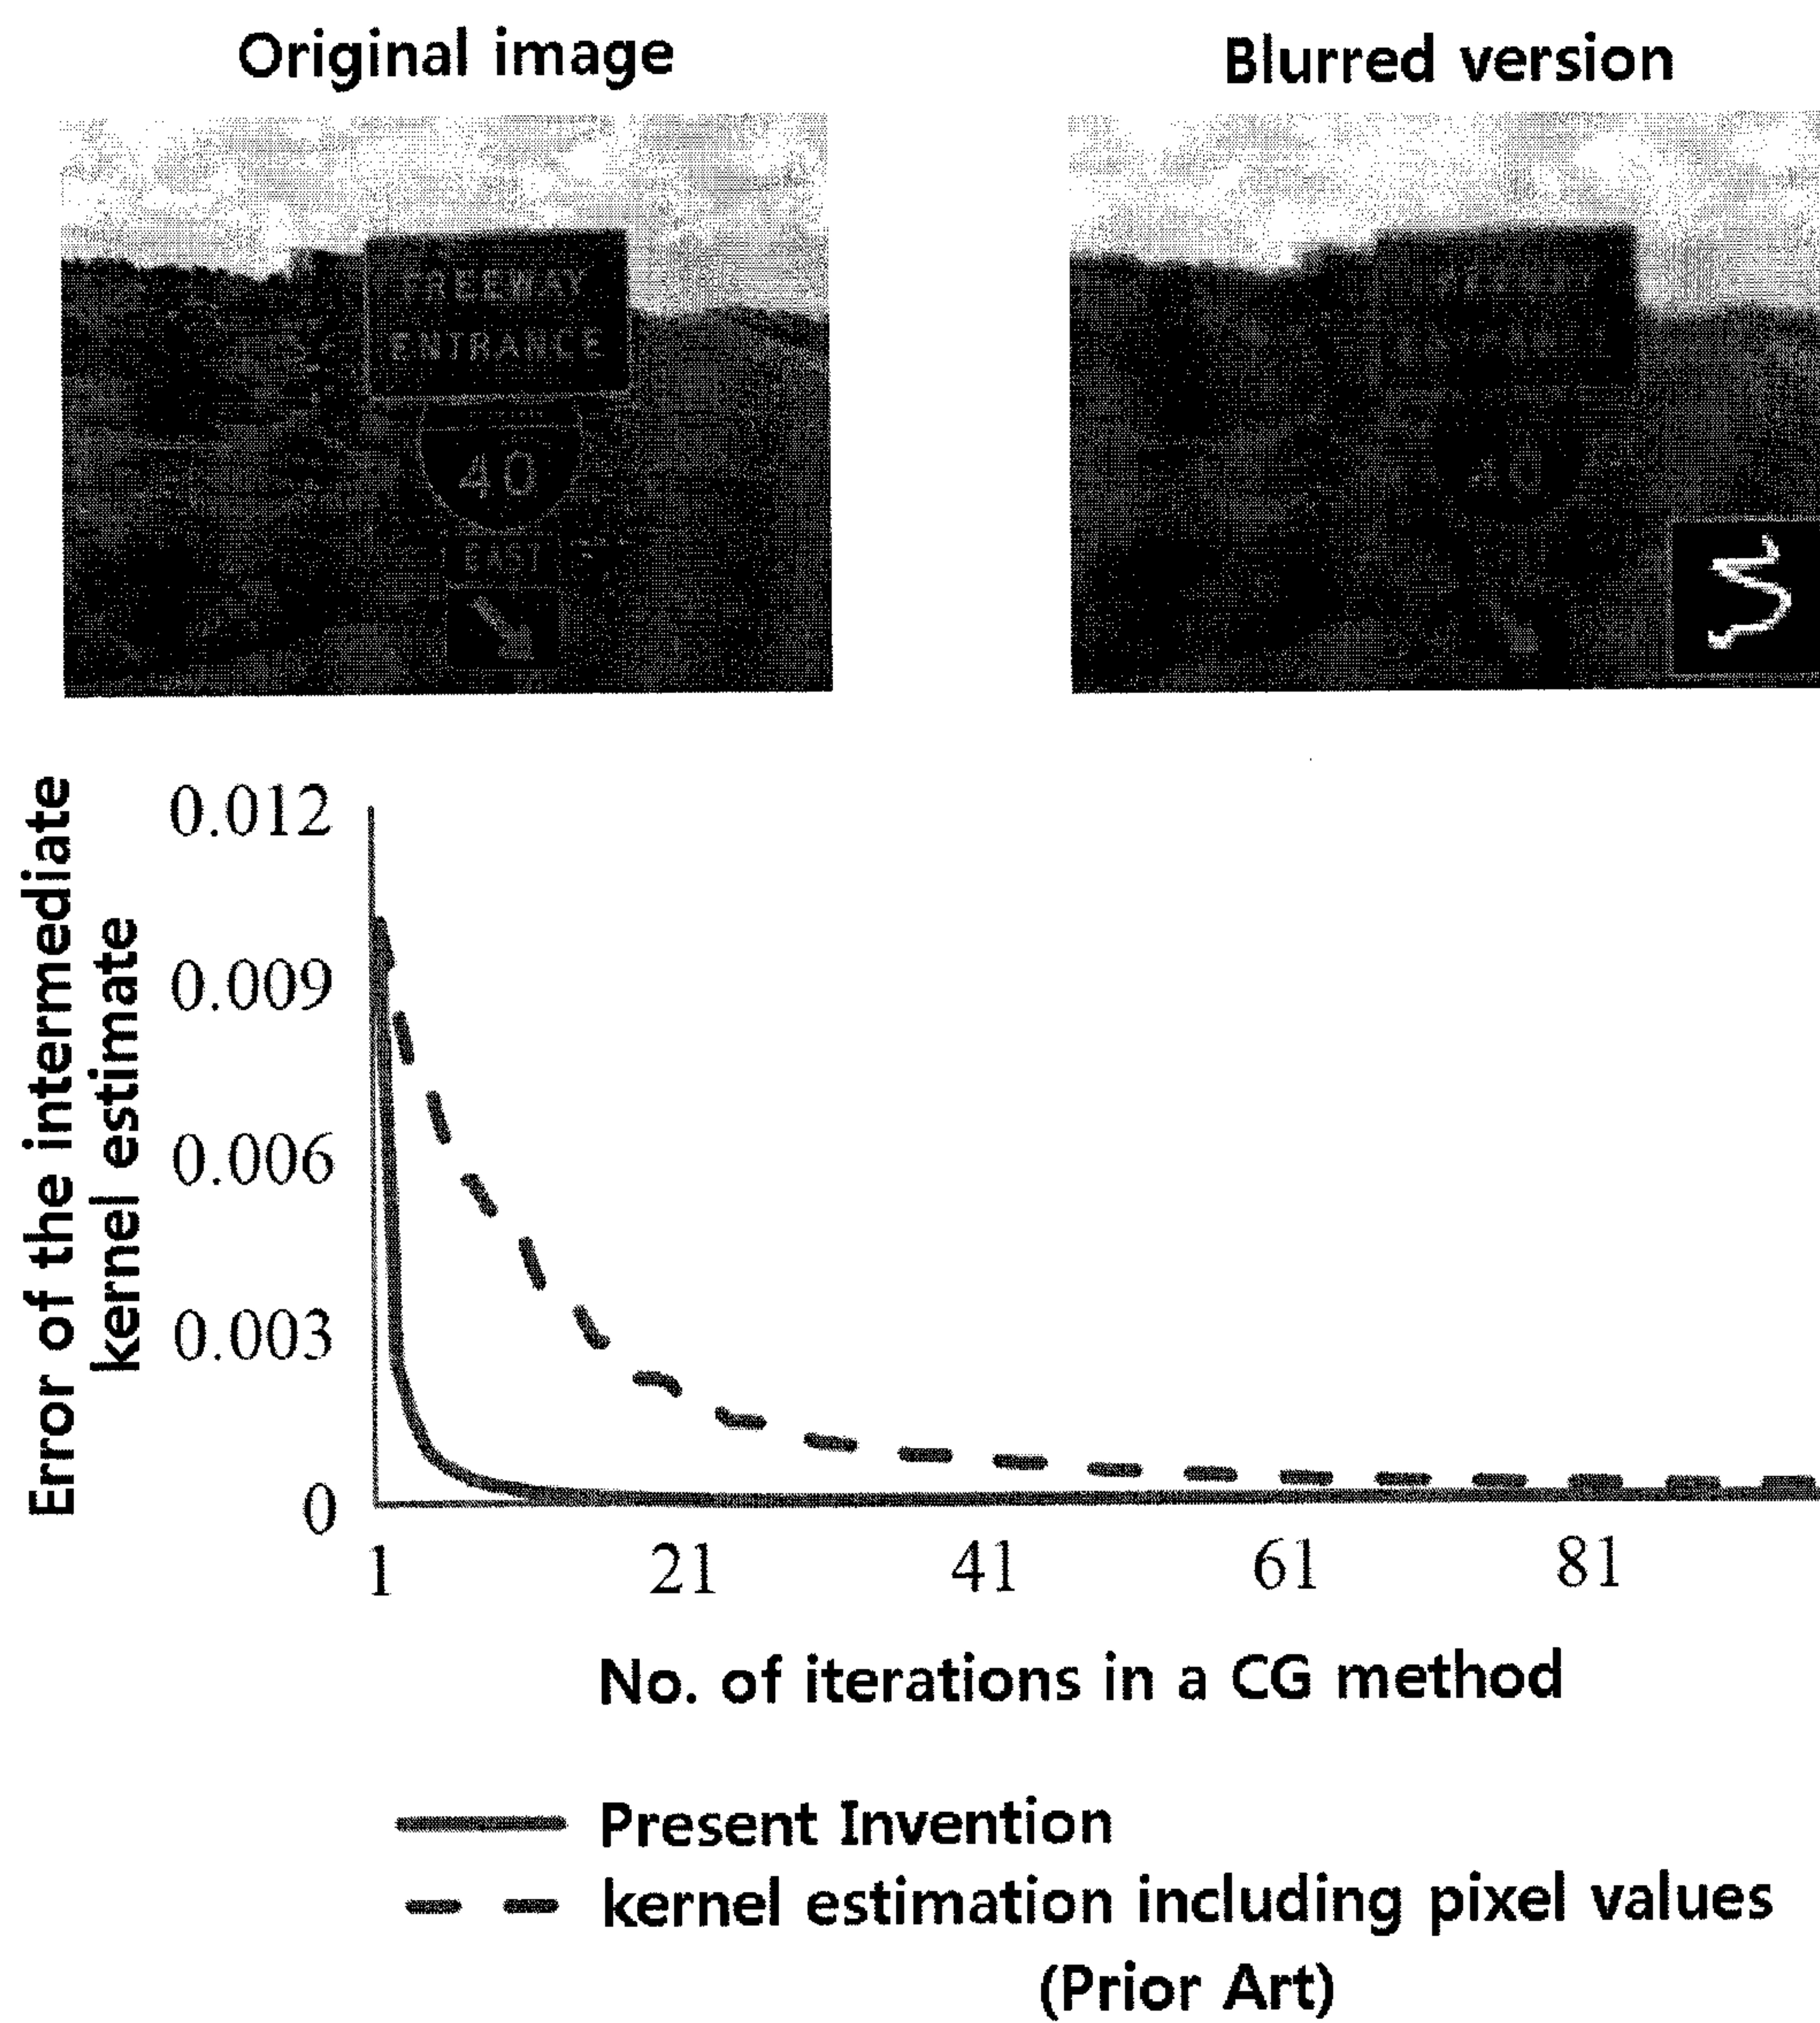 Original image
Blurred version
FREEWAY
ENTRANCE
40
EAST
40
Error of the intermediate
kernel estimate
0.012
0.009
0.006
0.003
0
1
21
41
61
81
No. of iterations in a CG method
Present Invention
kernel estimation including pixel values
(Prior Art)